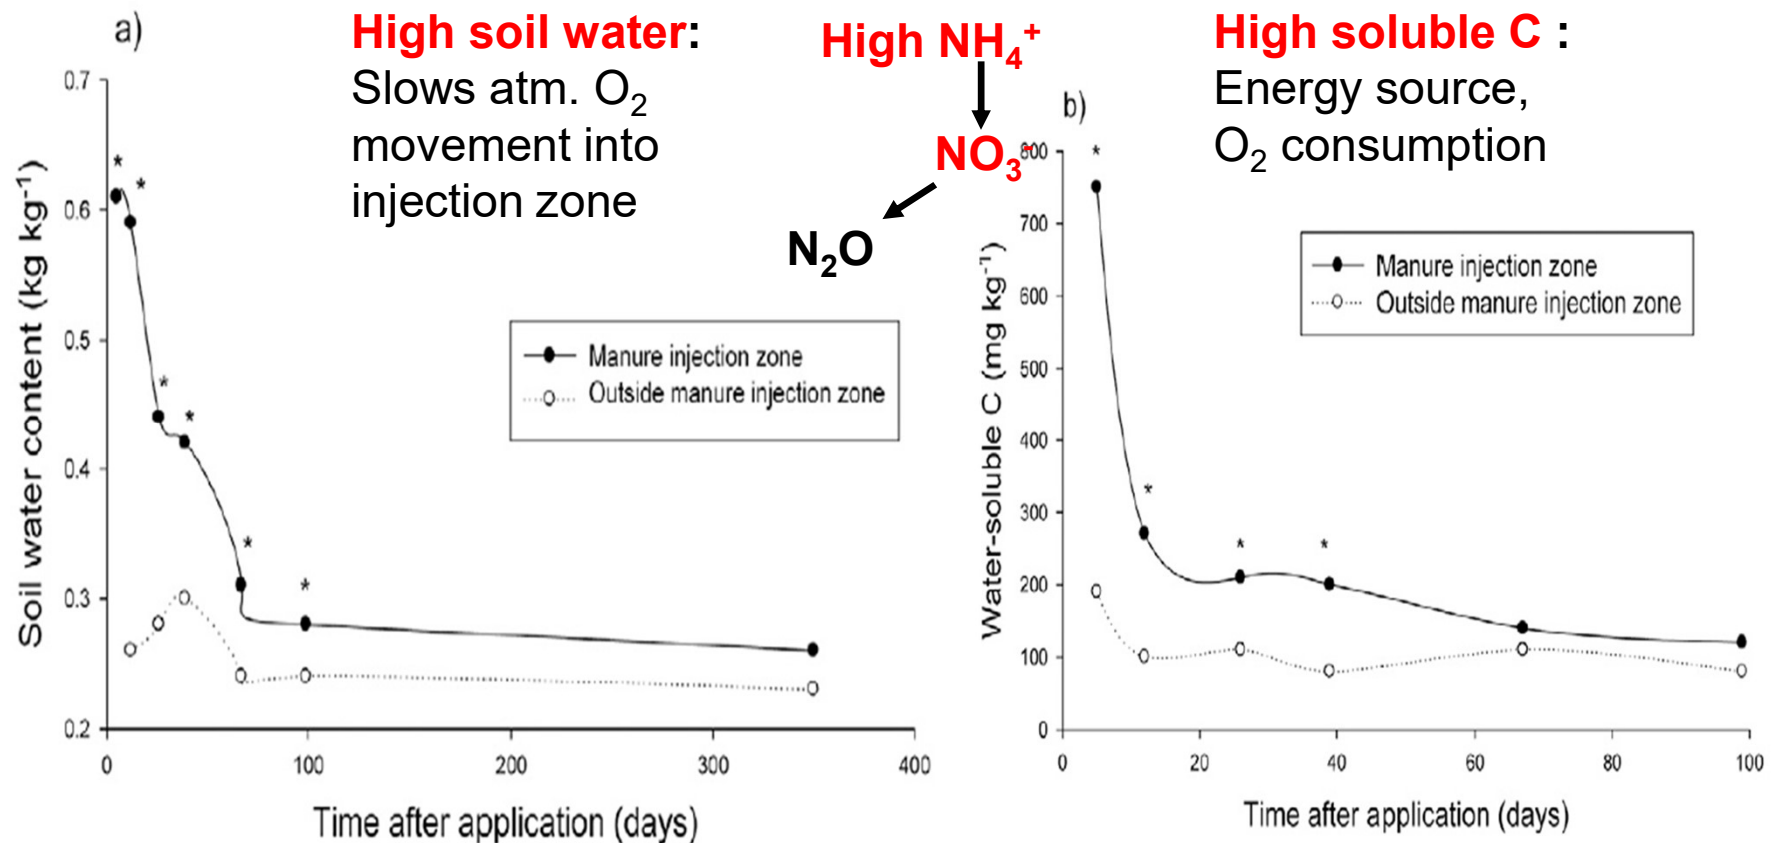 a)
High soil water:
Slows atm. O₂
movement into
injection zone
High NH₄⁺
NO₃⁻
N₂O
High soluble C :
Energy source,
O₂ consumption
b)
Soil water content (kg kg⁻¹)
0.7
0.6
0.5
0.4
0.3
0.2
* * * * * *
Manure injection zone
Outside manure injection zone
0 100 200 300 400
Time after application (days)
Water-soluble C (mg kg⁻¹)
800
700
600
500
400
300
200
100
0
* * * *
Manure injection zone
Outside manure injection zone
0 20 40 60 80 100
Time after application (days)